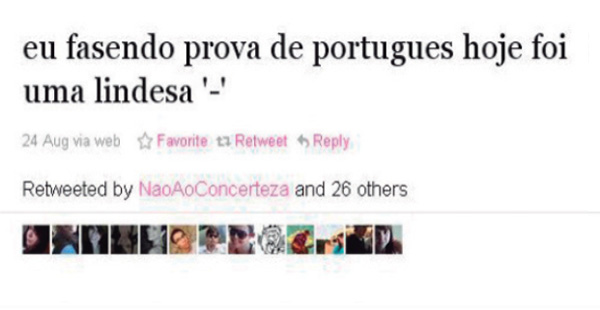 eu fasendo prova de portugues hoje foi
uma lindesa '-'
24 Aug via web Favorite Retweet Reply
Retweeted by NaoAoConcerteza and 26 others